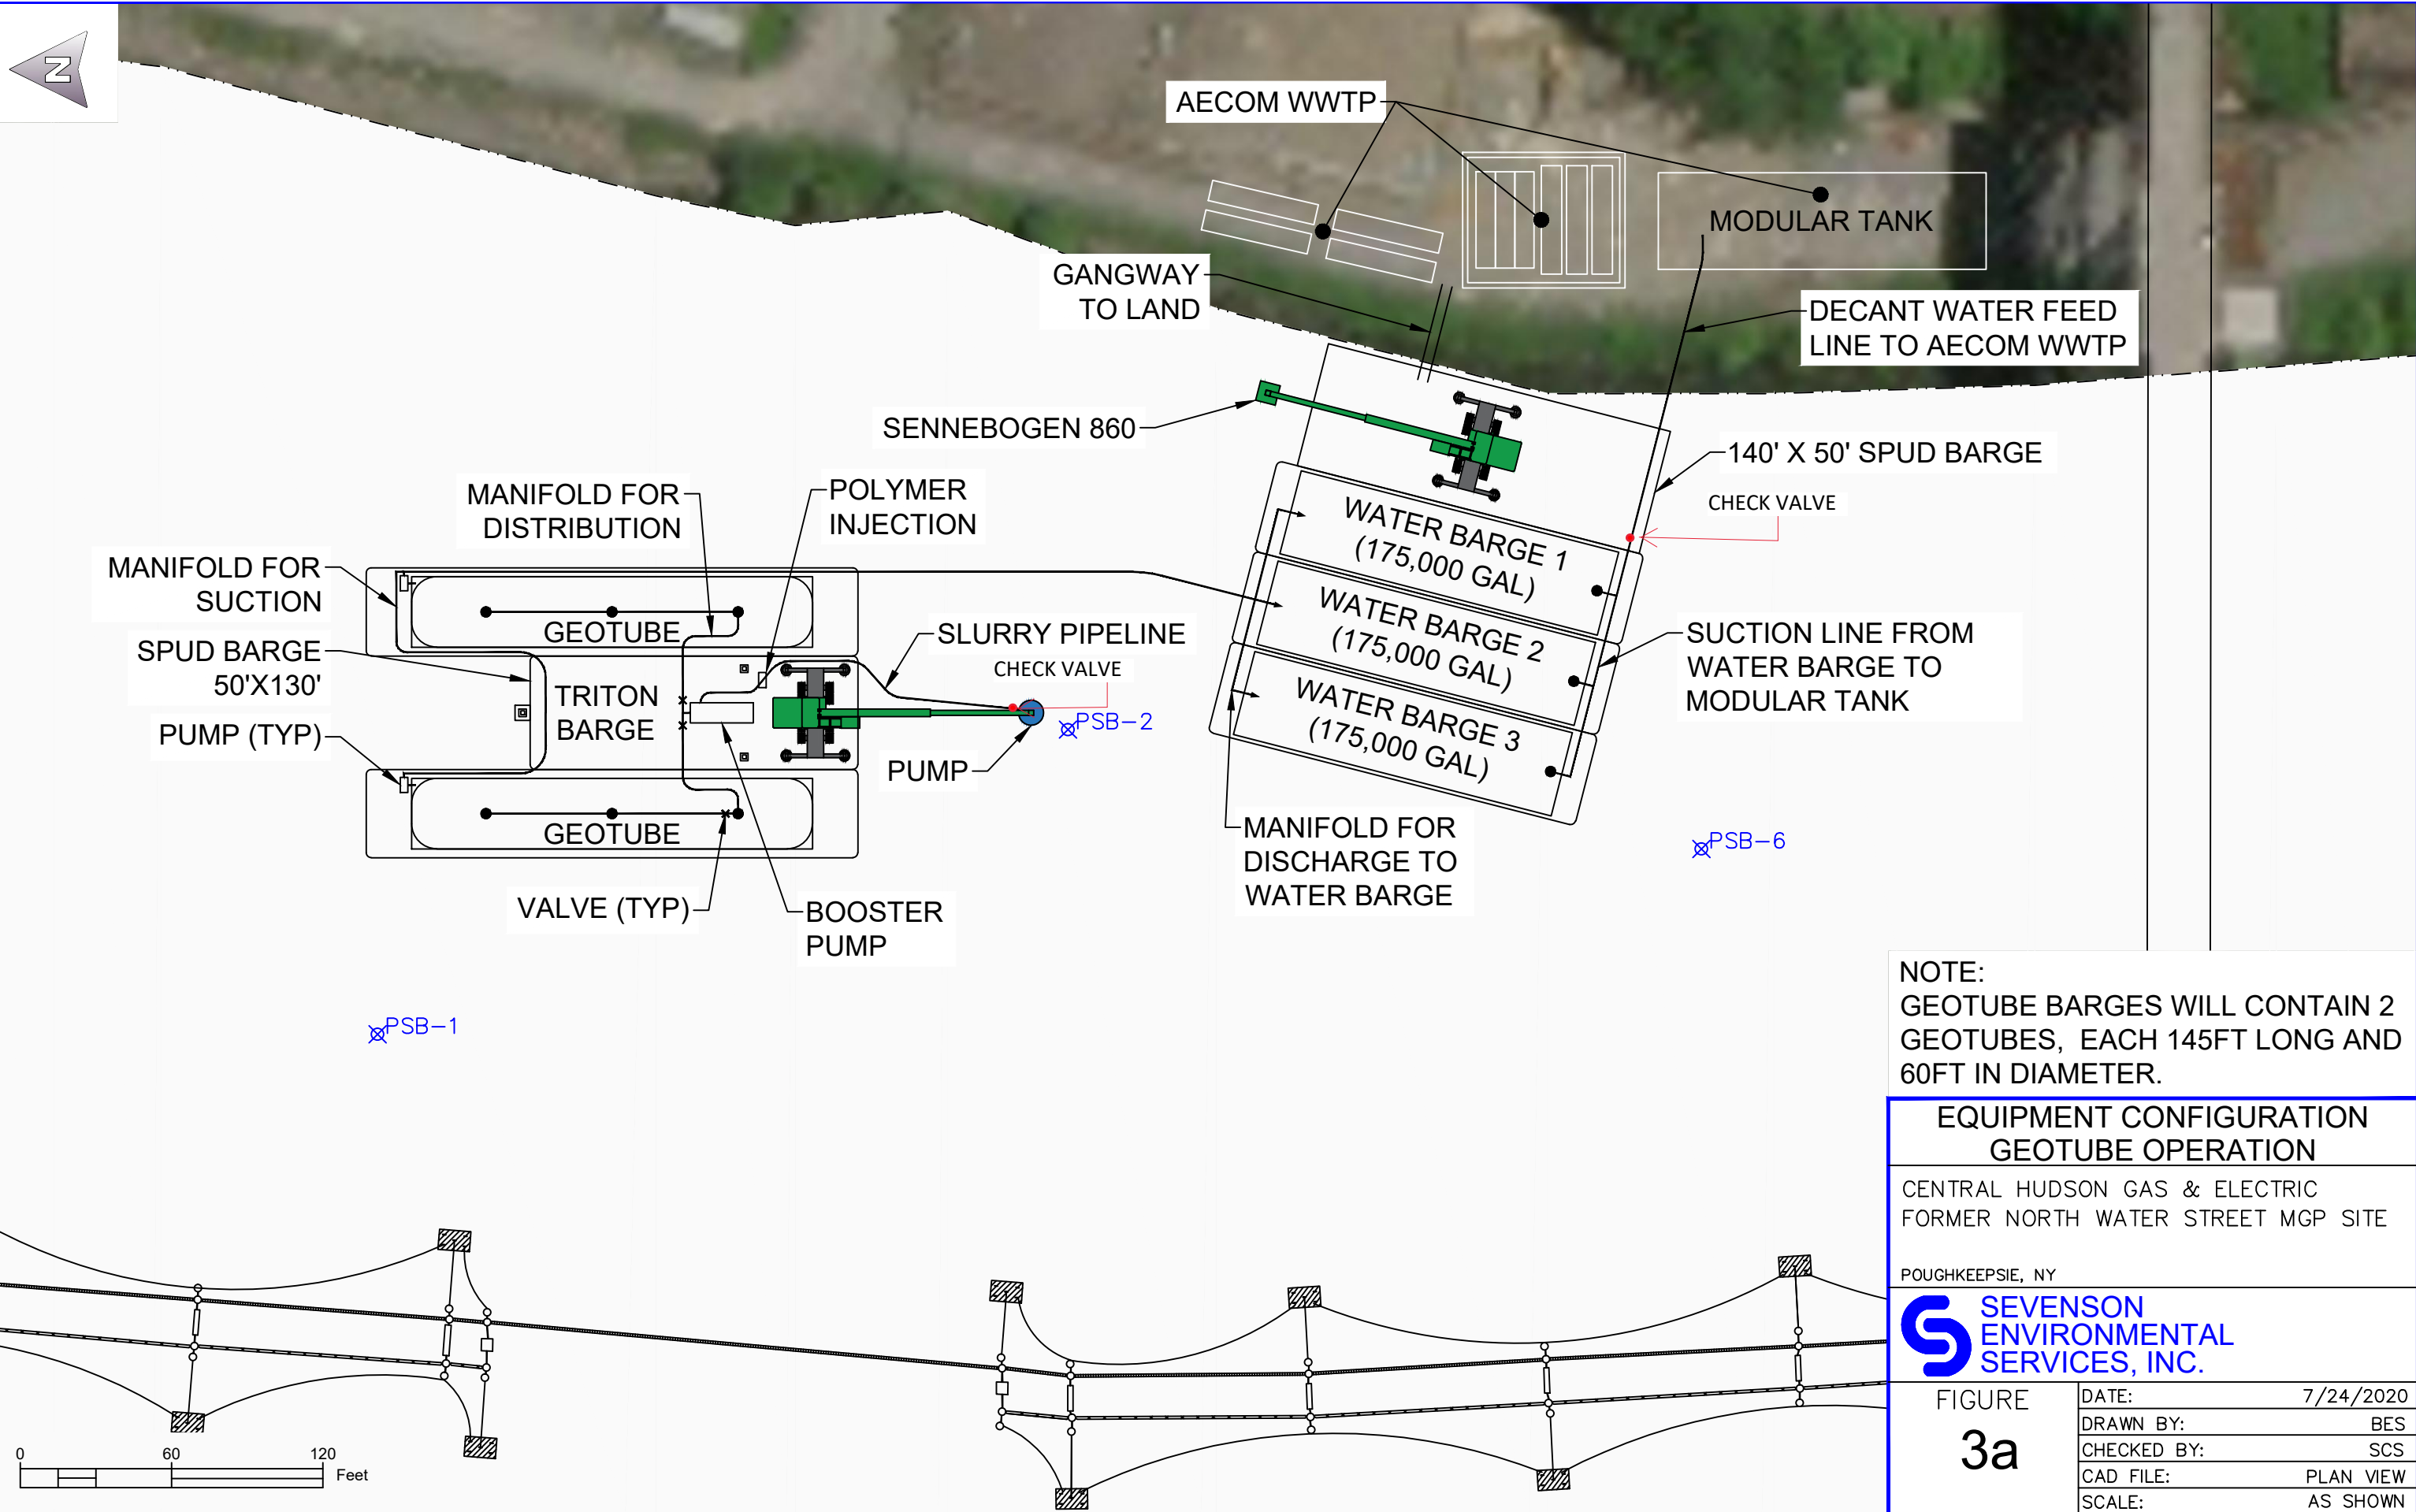 N
AECOM WWTP
MODULAR TANK
GANGWAY
TO LAND
DECANT WATER FEED
LINE TO AECOM WWTP
SENNEBOGEN 860
140' X 50' SPUD BARGE
CHECK VALVE
MANIFOLD FOR
DISTRIBUTION
POLYMER
INJECTION
WATER BARGE 1
(175,000 GAL)
MANIFOLD FOR
SUCTION
WATER BARGE 2
(175,000 GAL)
GEOTUBE
SLURRY PIPELINE
SUCTION LINE FROM
WATER BARGE TO
MODULAR TANK
SPUD BARGE
50'X130'
CHECK VALVE
TRITON
BARGE
WATER BARGE 3
(175,000 GAL)
PSB-2
PUMP (TYP)
PUMP
GEOTUBE
MANIFOLD FOR
DISCHARGE TO
WATER BARGE
PSB-6
VALVE (TYP)
BOOSTER
PUMP
PSB-1
NOTE:
GEOTUBE BARGES WILL CONTAIN 2
GEOTUBES, EACH 145FT LONG AND
60FT IN DIAMETER.
EQUIPMENT CONFIGURATION
GEOTUBE OPERATION
CENTRAL HUDSON GAS & ELECTRIC
FORMER NORTH WATER STREET MGP SITE
POUGHKEEPSIE, NY
SEVENSON
ENVIRONMENTAL
SERVICES, INC.
FIGURE
3a
DATE: 7/24/2020
DRAWN BY: BES
CHECKED BY: SCS
CAD FILE: PLAN VIEW
SCALE: AS SHOWN
0 60 120
Feet